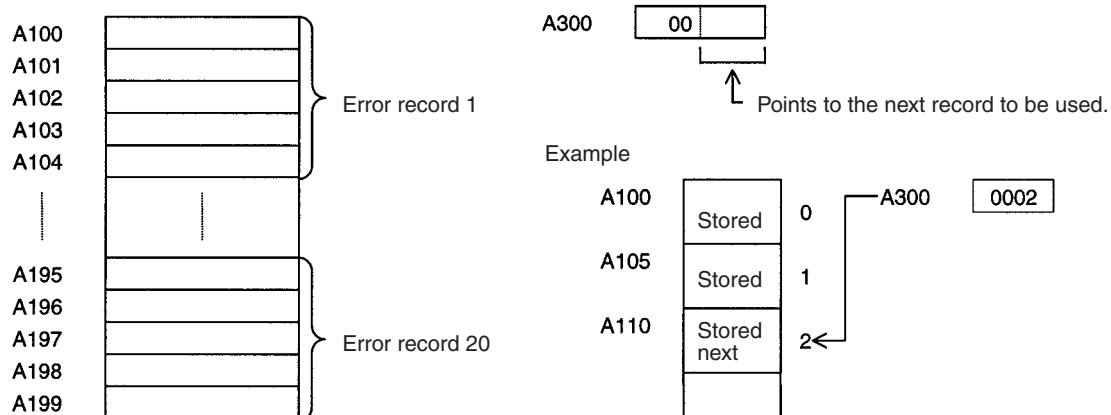 A100
A101
A102
A103
A104
Error record 1
A195
A196
A197
A198
A199
Error record 20
A300 00
Points to the next record to be used.
Example
A100 Stored 0
A300 0002
A105 Stored 1
A110 Stored
next 2